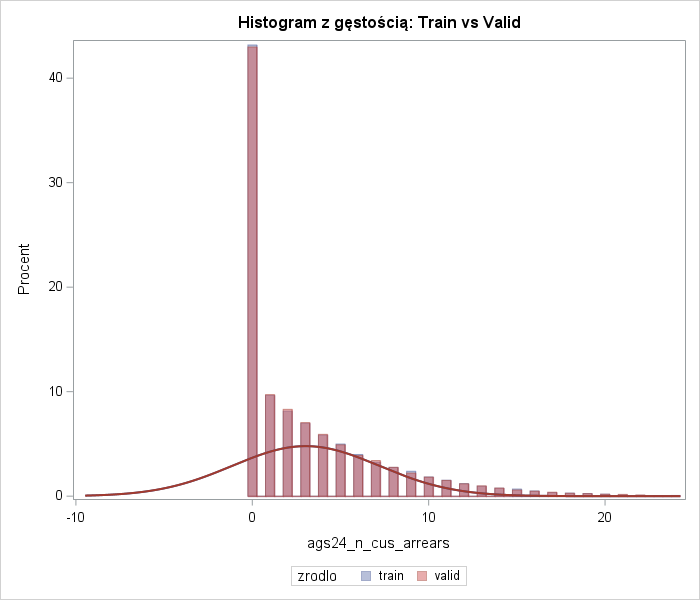 Histogram z gęstością: Train vs Valid
Procent
40
30
20
10
0
-10
0
10
20
ags24_n_cus_arrears
zrodlo train valid